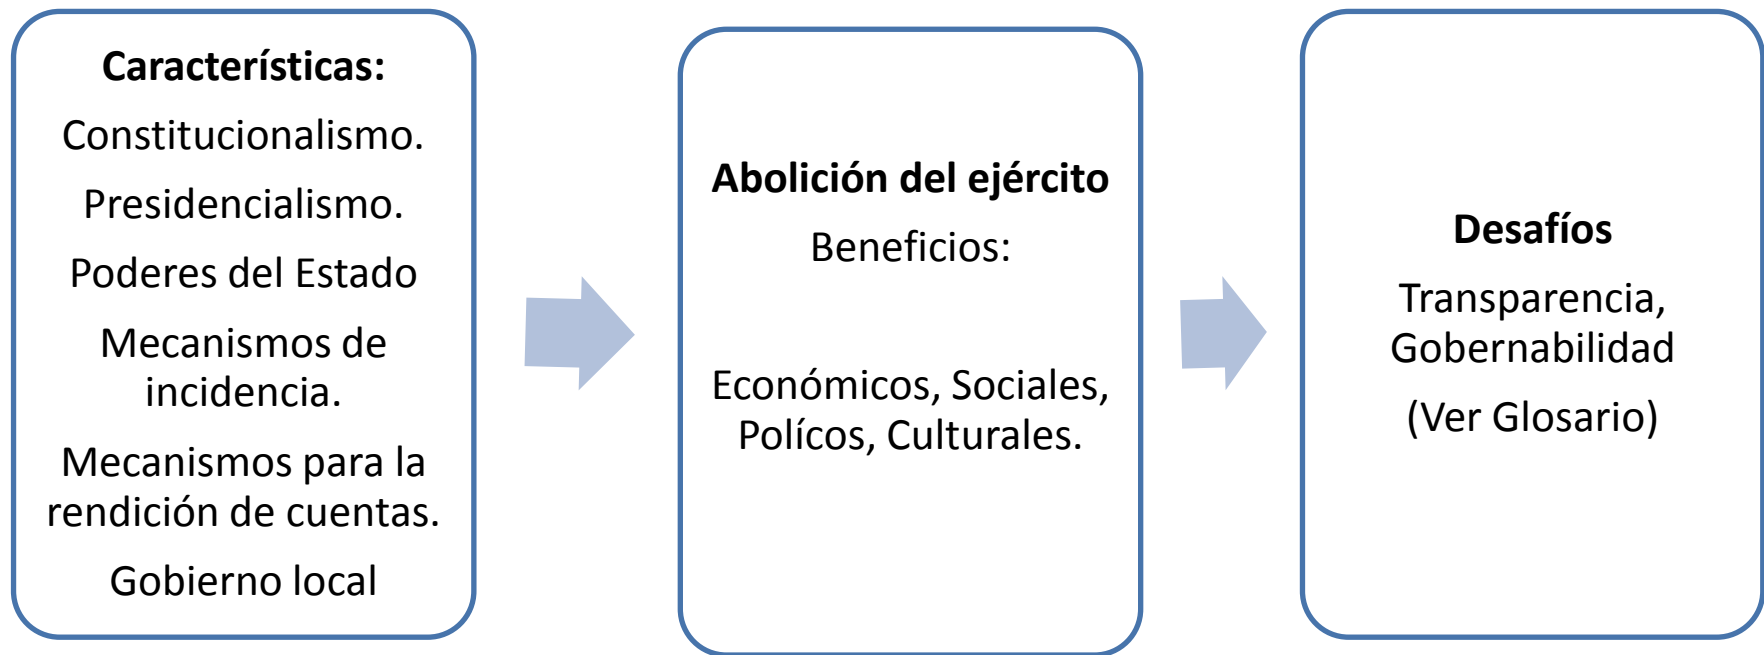 Características:
Constitucionalismo.
Presidencialismo.
Poderes del Estado
Mecanismos de
incidencia.
Mecanismos para la
rendición de cuentas.
Gobierno local
Abolición del ejército
Beneficios:
Económicos, Sociales,
Polícos, Culturales.
Desafíos
Transparencia,
Gobernabilidad
(Ver Glosario)